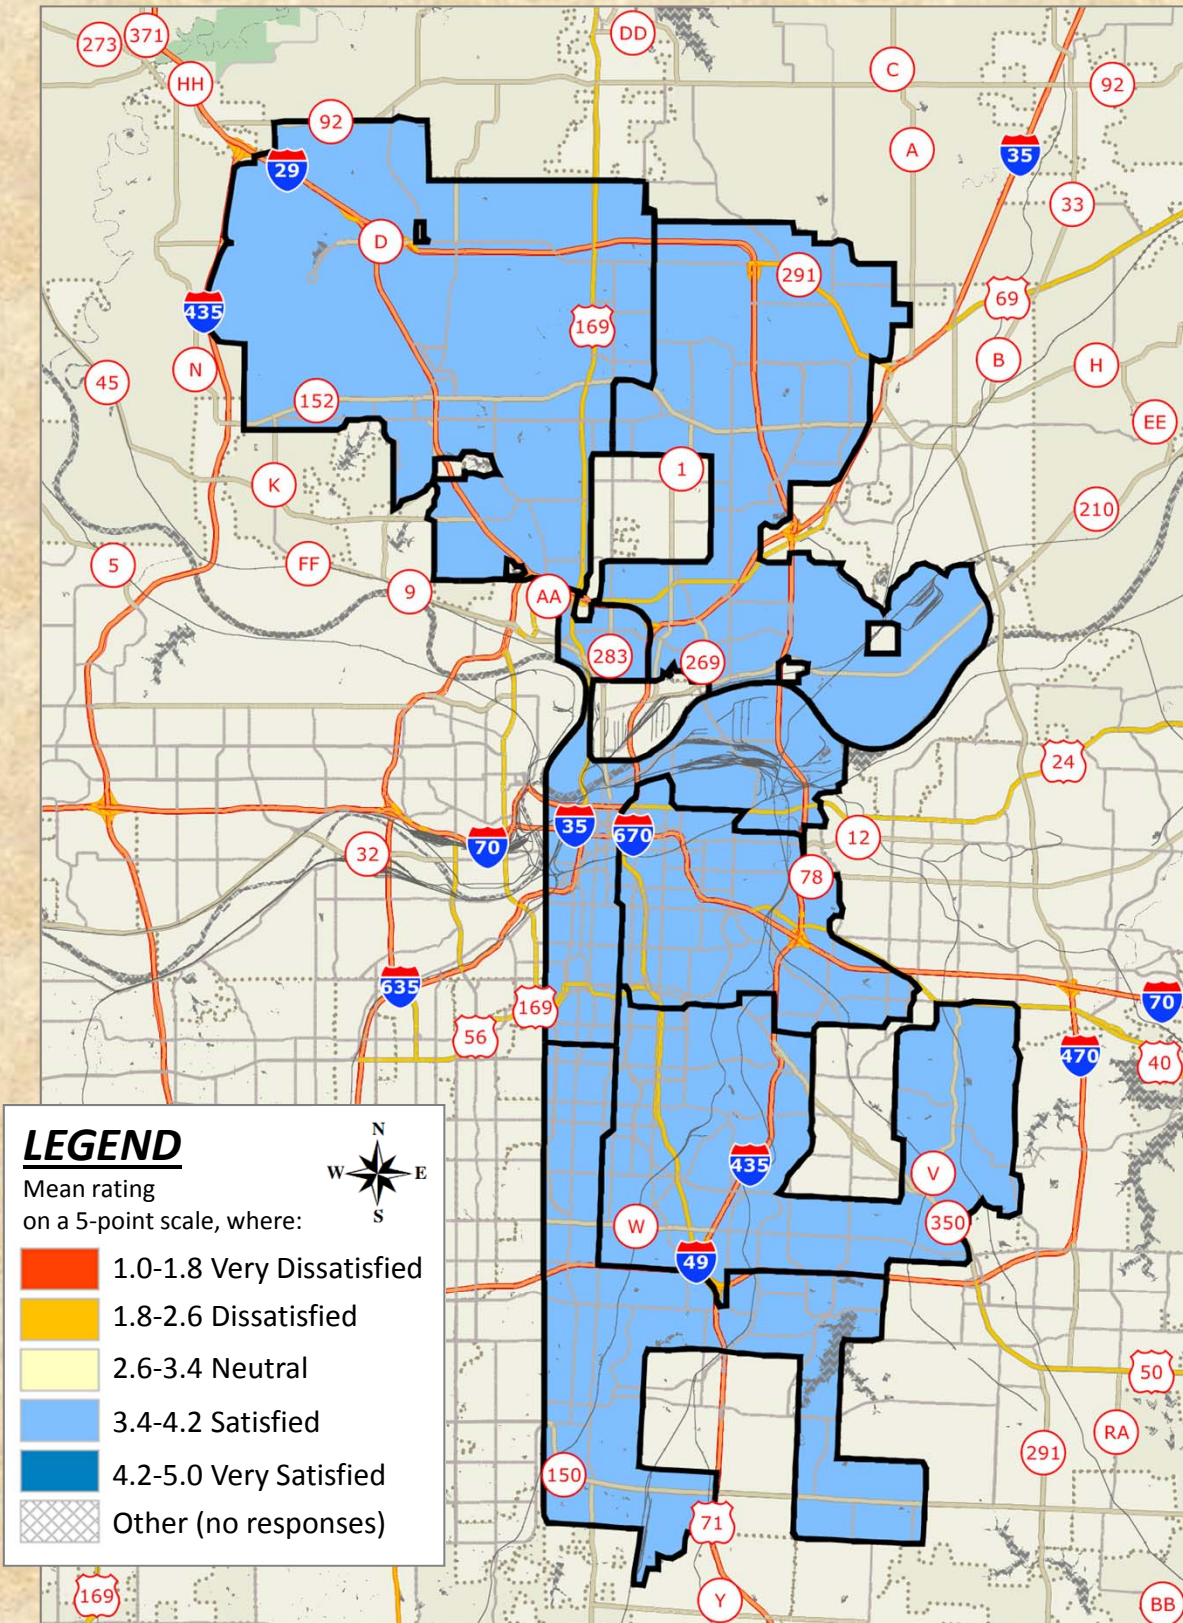 273
371
DD
HH
C
92
92
A
35
29
33
D
291
69
435
169
N
B
H
45
152
EE
1
K
210
5
FF
9
AA
283
269
24
35
670
70
12
32
78
635
169
70
56
470
40
435
V
W
350
49
50
RA
291
150
71
Y
169
BB
LEGEND
Mean rating
on a 5-point scale, where:
N
W
E
S
1.0-1.8 Very Dissatisfied
1.8-2.6 Dissatisfied
2.6-3.4 Neutral
3.4-4.2 Satisfied
4.2-5.0 Very Satisfied
Other (no responses)